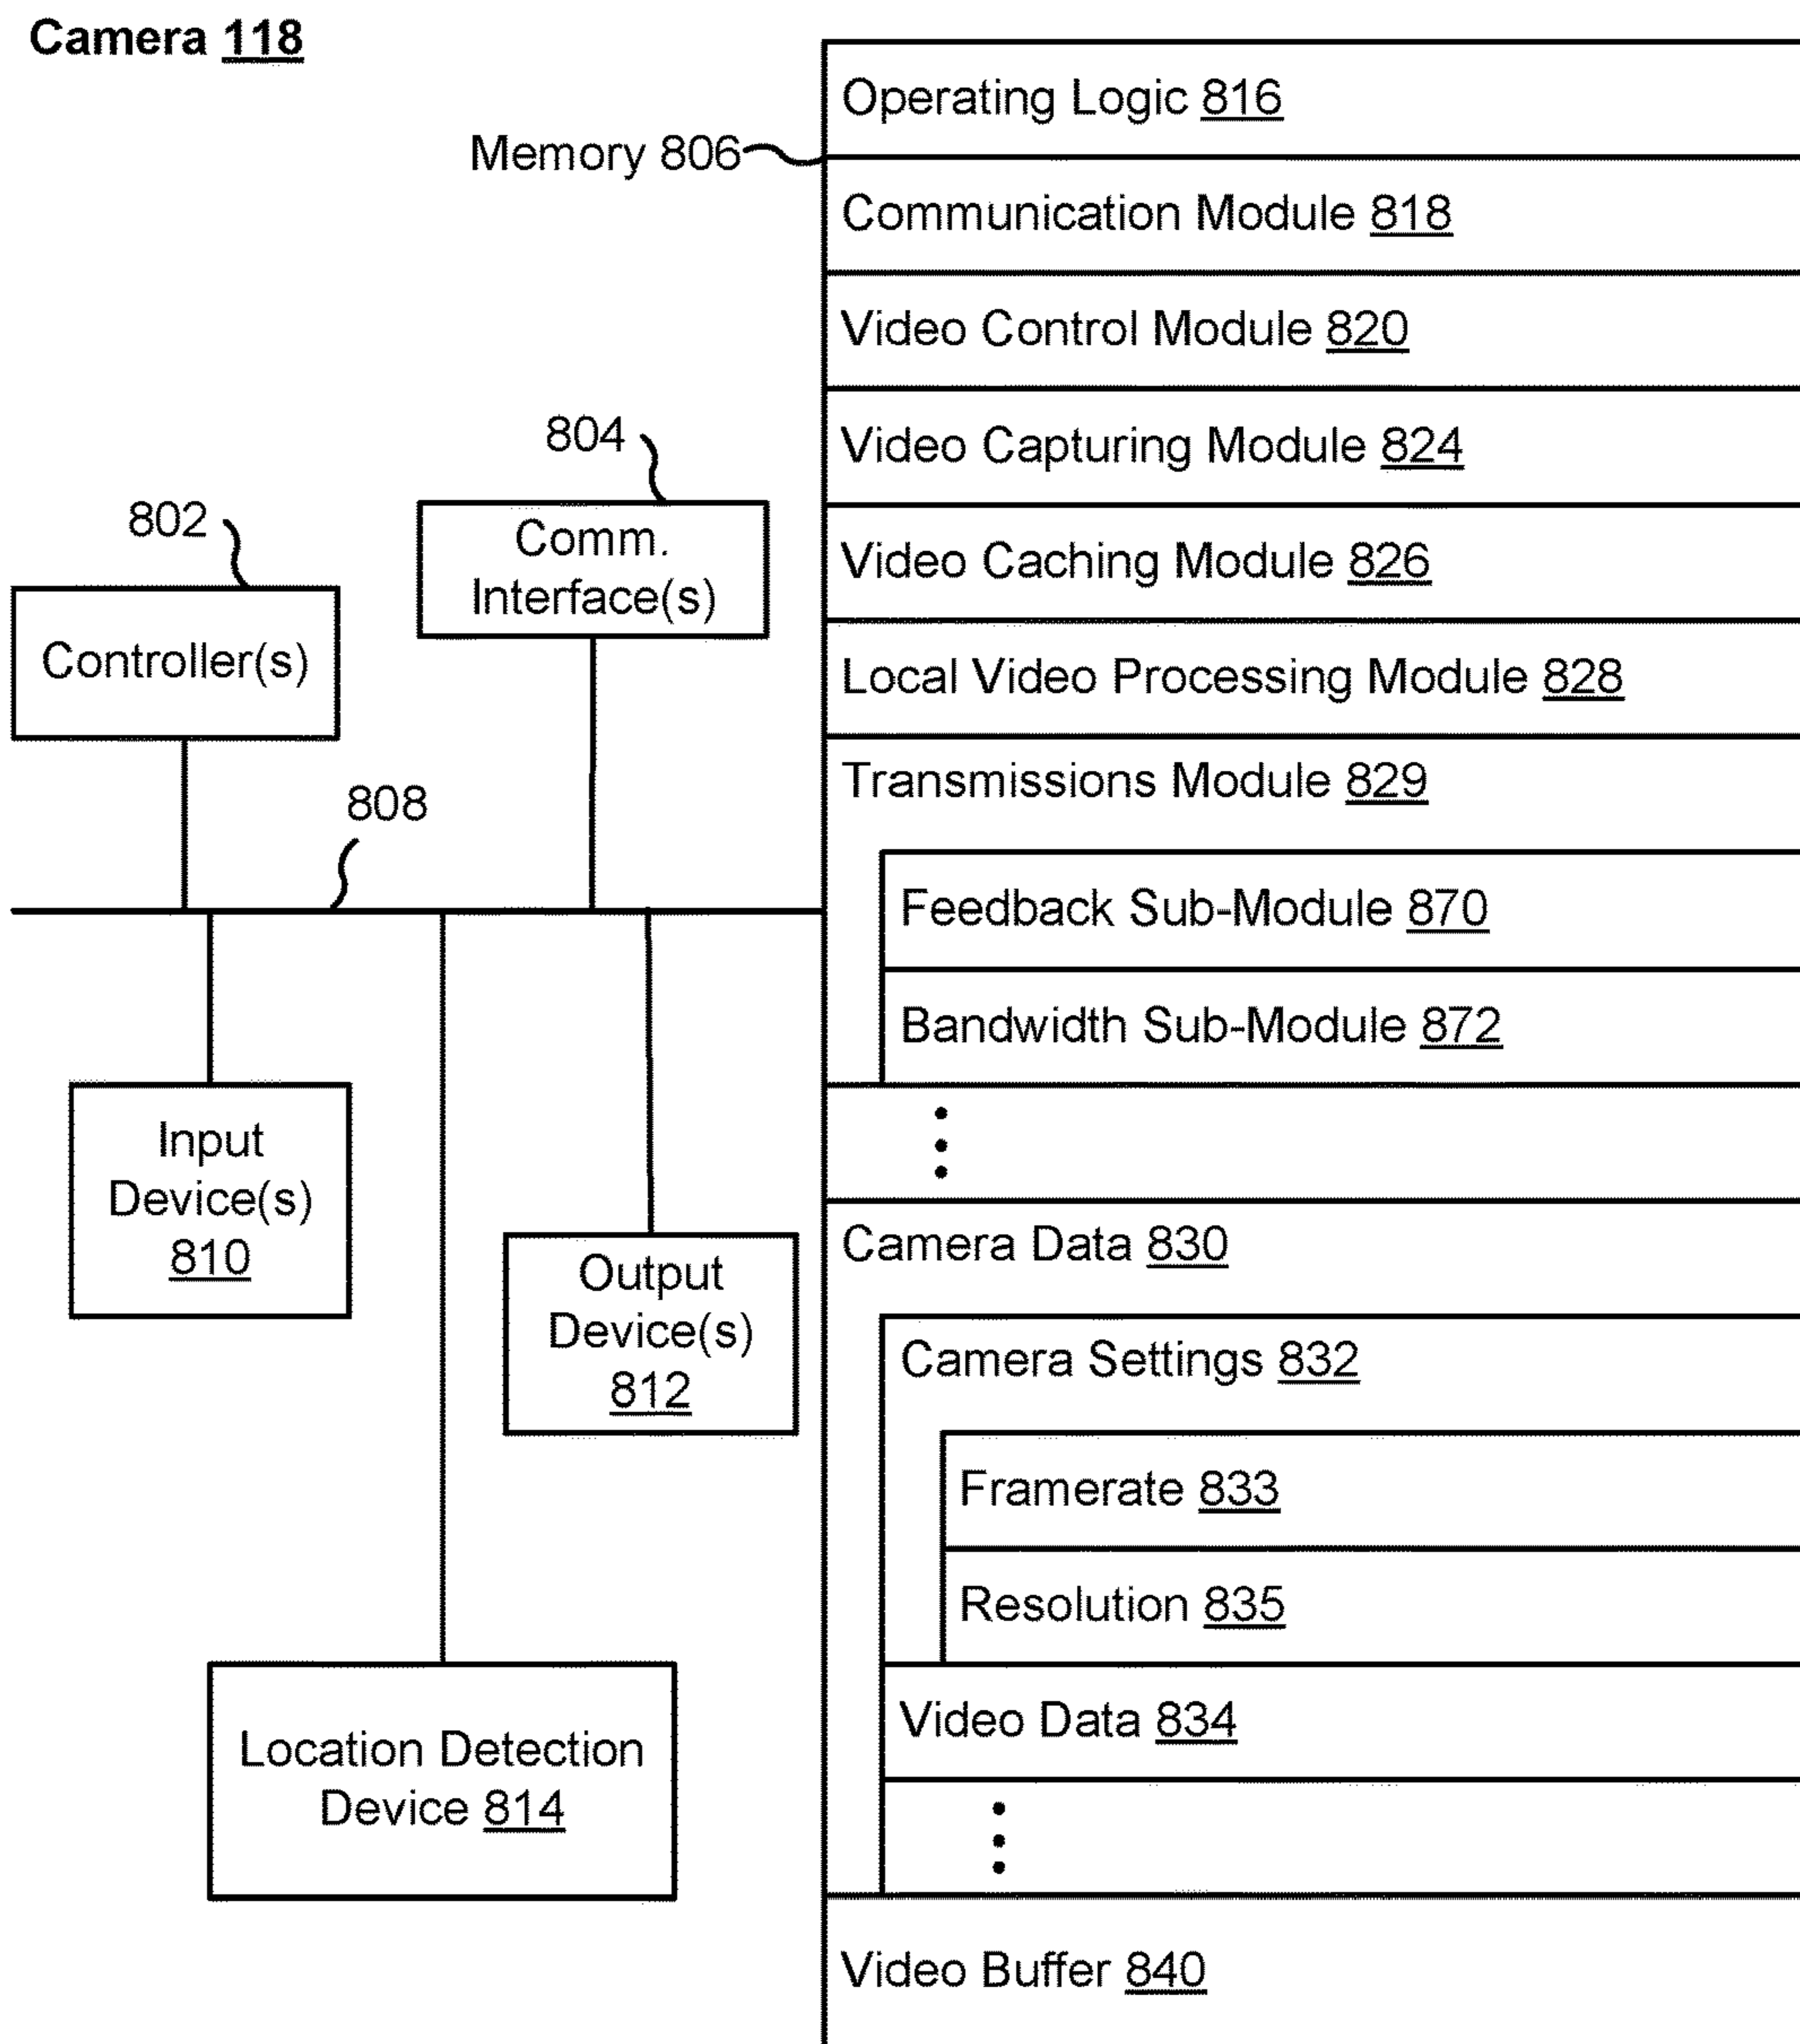 Camera 118
Memory 806
804
Comm.
Interface(s)
802
Controller(s)
808
Input
Device(s)
810
Output
Device(s)
812
Location Detection
Device 814
Operating Logic 816
Communication Module 818
Video Control Module 820
Video Capturing Module 824
Video Caching Module 826
Local Video Processing Module 828
Transmissions Module 829
Feedback Sub-Module 870
Bandwidth Sub-Module 872
Camera Data 830
Camera Settings 832
Framerate 833
Resolution 835
Video Data 834
Video Buffer 840